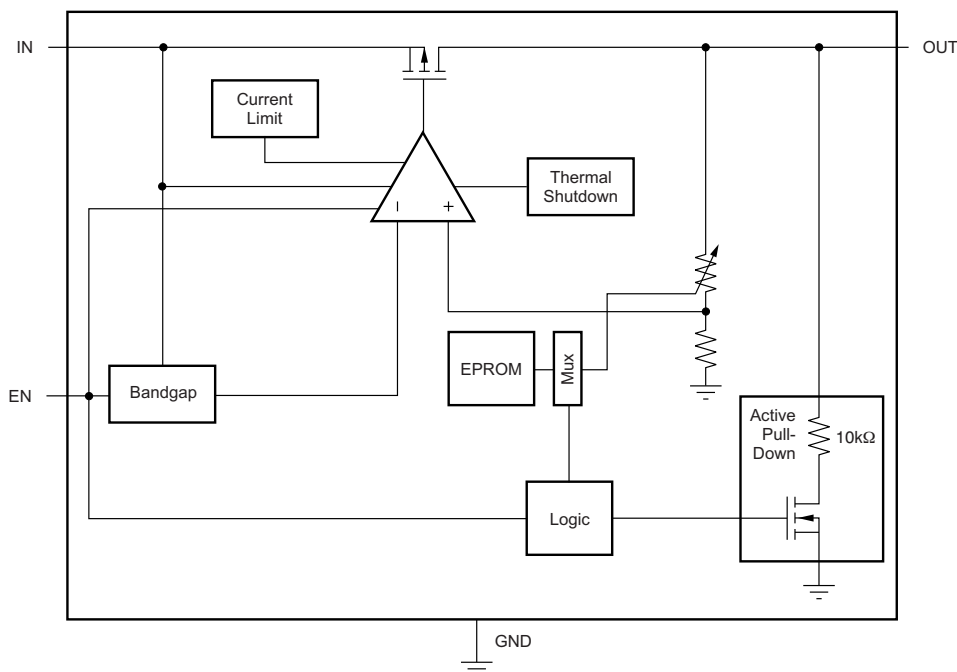 IN
OUT
Current
Limit
Thermal
Shutdown
–
+
EPROM
Mux
EN
Bandgap
Active
Pull-
Down
10kΩ
Logic
GND